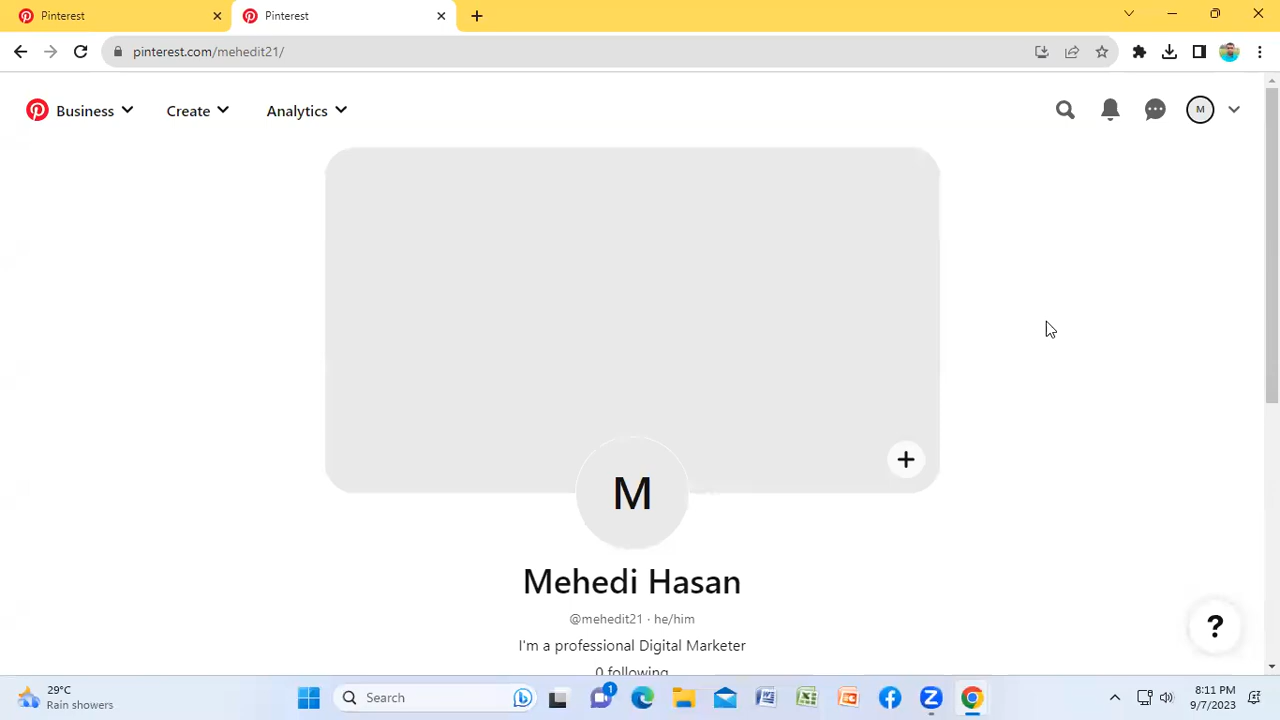 Pinterest
Pinterest
pinterest.com/mehedit21/
Business
Create
Analytics
M
M
Mehedi Hasan
@mehedit21 · he/him
I'm a professional Digital Marketer
0 following
?
29°C
Rain showers
Search
1
8:11 PM
9/7/2023